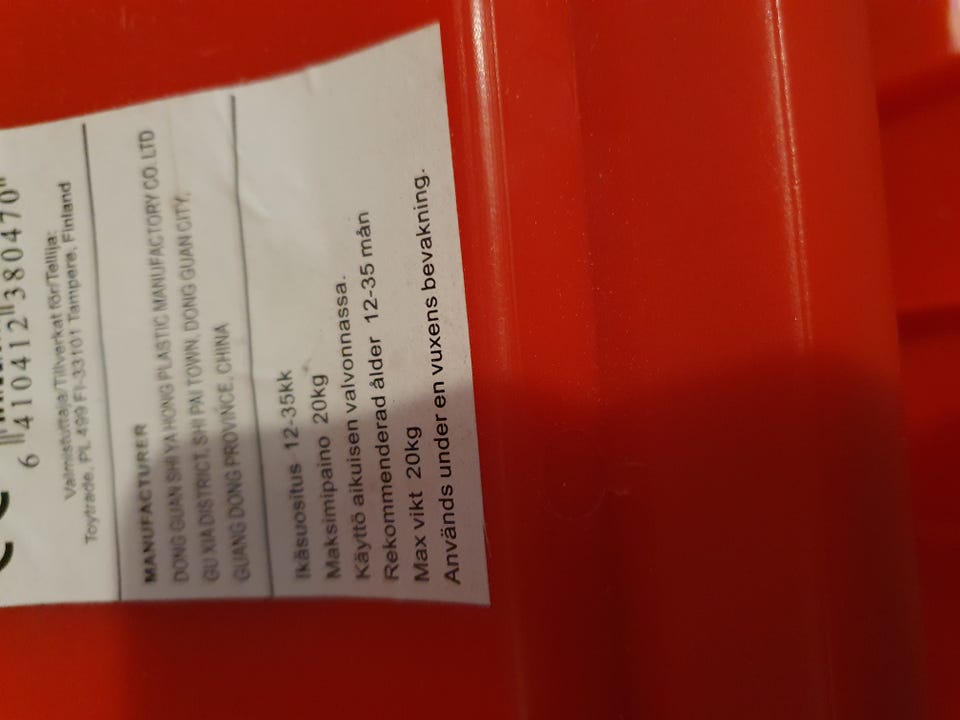 6 410412 380470
Valmistuttaja/Tillverkat för/Tellija:
Toytrade, PL 499 FI-33101 Tampere, Finland
MANUFACTURER
DONG GUAN SHI YA HONG PLASTIC MANUFACTORY CO. LTD
GU XIA DISTRICT, SHI PAI TOWN, DONG GUAN CITY,
GUANG DONG PROVINCE, CHINA
Ikäsuositus 12-35kk
Maksimipaino 20kg
Käyttö aikuisen valvonnassa.
Rekommenderad ålder 12-35 mån
Max vikt 20kg
Används under en vuxens bevakning.